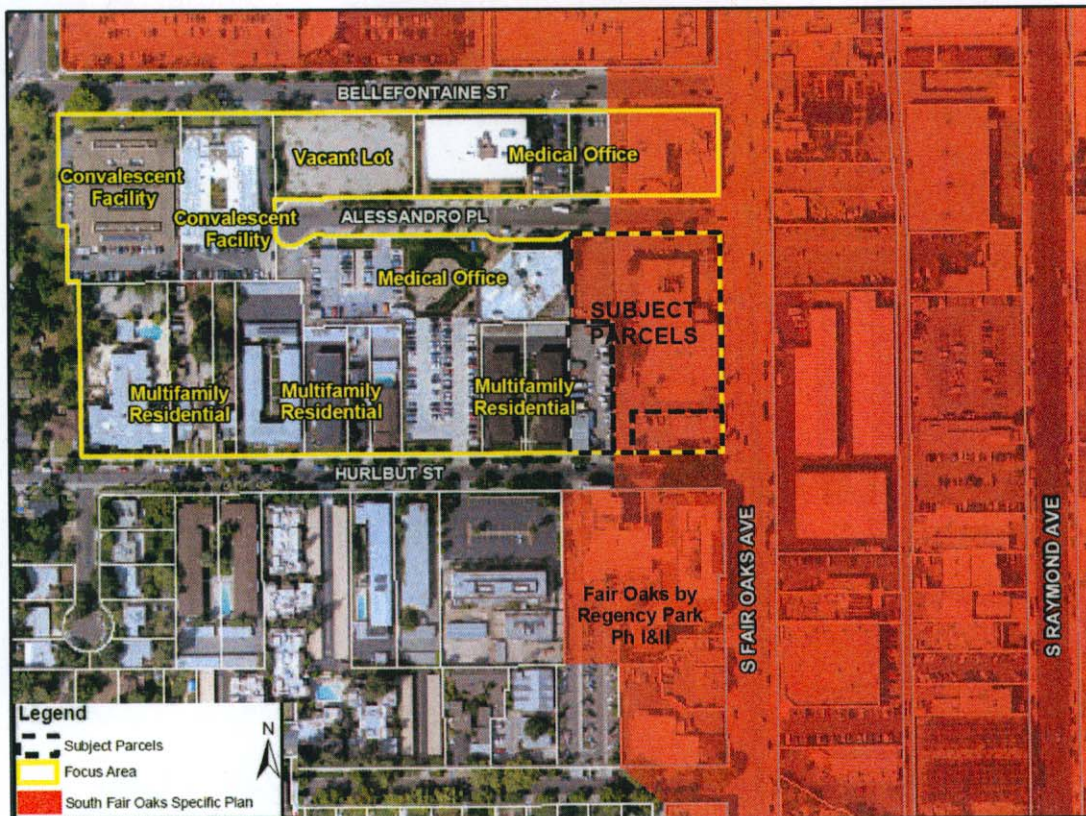 BELLEFONTAINE ST
Convalescent
Facility
Convalescent
Facility
Vacant Lot
Medical Office
ALESSANDRO PL
Medical Office
SUBJECT
PARCELS
Multifamily
Residential
Multifamily
Residential
Multifamily
Residential
HURLBUT ST
Fair Oaks by
Regency Park
Ph I&II
S FAIR OAKS AVE
S RAYMOND AVE
Legend
N
Subject Parcels
Focus Area
South Fair Oaks Specific Plan